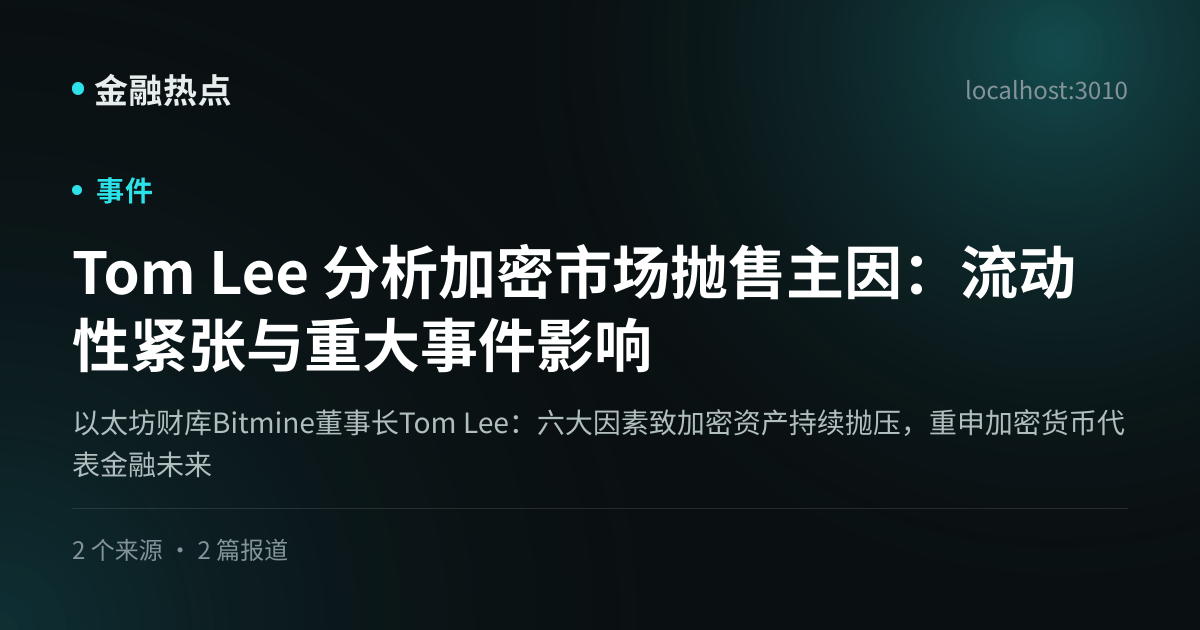 金融热点
localhost:3010
事件
Tom Lee 分析加密市场抛售主因：流动
性紧张与重大事件影响
以太坊财库Bitmine董事长Tom Lee：六大因素致加密资产持续抛压，重申加密货币代
表金融未来
2 个来源 · 2 篇报道